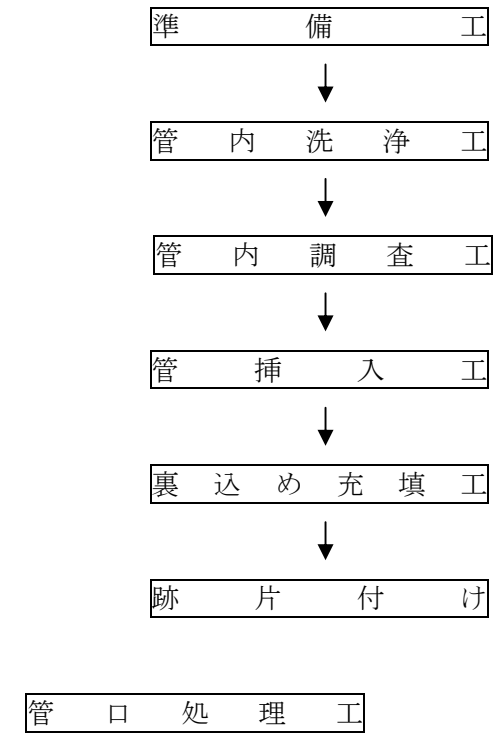 準備工
管内洗浄工
管内調査工
管挿入工
裏込め充填工
跡片付け
管口処理工